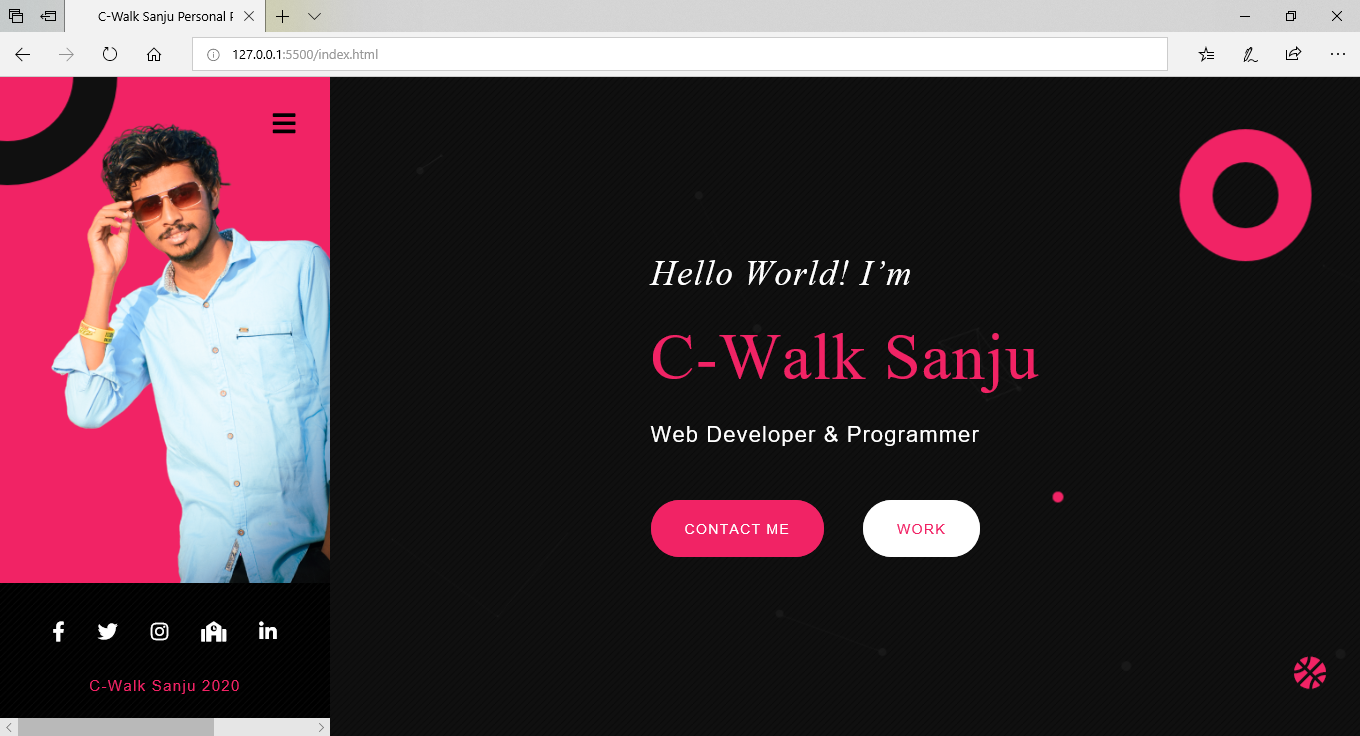 C-Walk Sanju Personal P
127.0.0.1:5500/index.html
Hello World! I’m
C-Walk Sanju
Web Developer & Programmer
CONTACT ME
WORK
C-Walk Sanju 2020